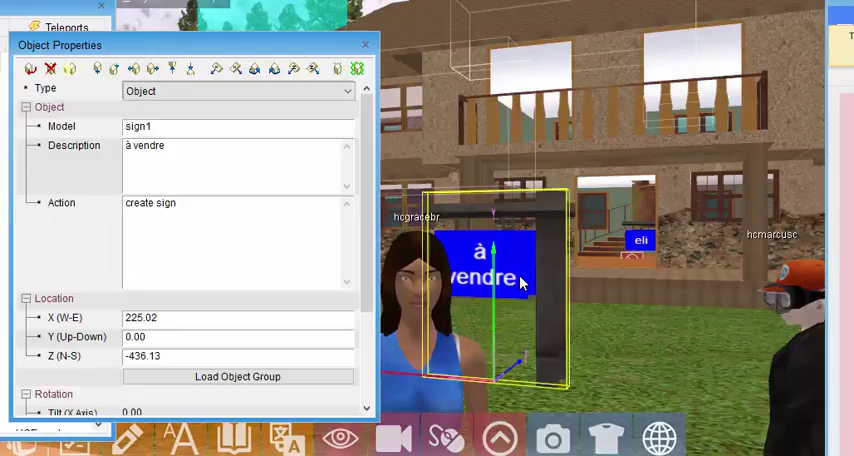 Teleports
Object Properties
Type
Object
Object
Model
sign1
Description
à vendre
Action
create sign
Location
X (W-E)
225.02
Y (Up-Down)
0.00
Z (N-S)
-436.13
Load Object Group
Rotation
Tilt (X Axis)
0.00
hcgracebr
à
vendre
eli
hcmarcusc
Y